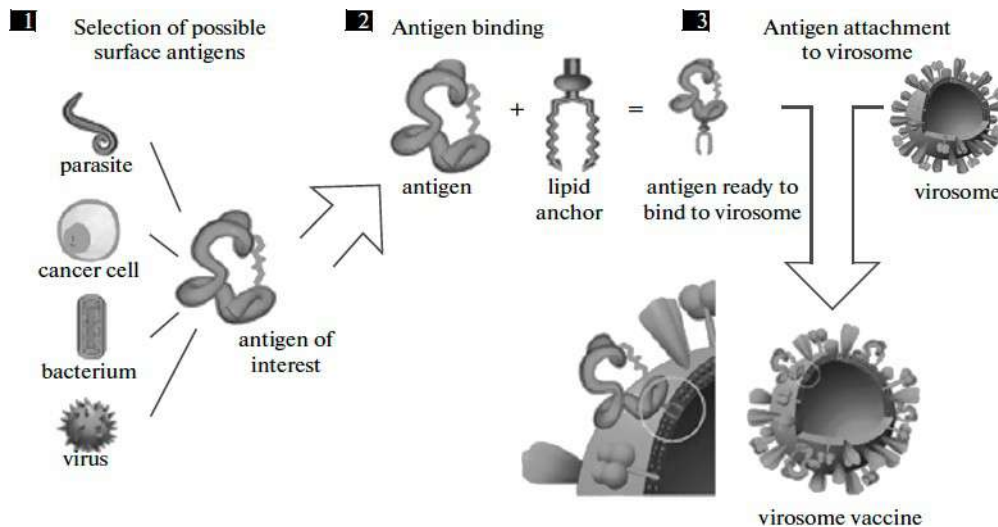 1
Selection of possible
surface antigens
parasite
cancer cell
bacterium
virus
antigen of
interest
2
Antigen binding
antigen
+
lipid
anchor
=
antigen ready to
bind to virosome
3
Antigen attachment
to virosome
virosome
virosome vaccine